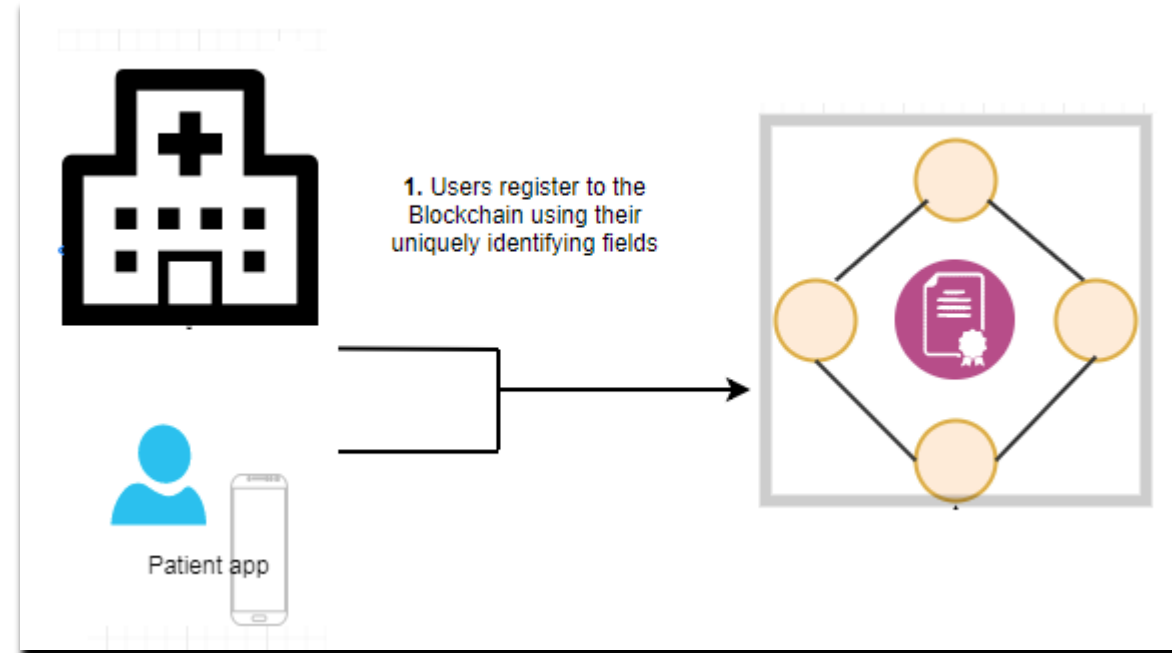 1. Users register to the
Blockchain using their
uniquely identifying fields
Patient app